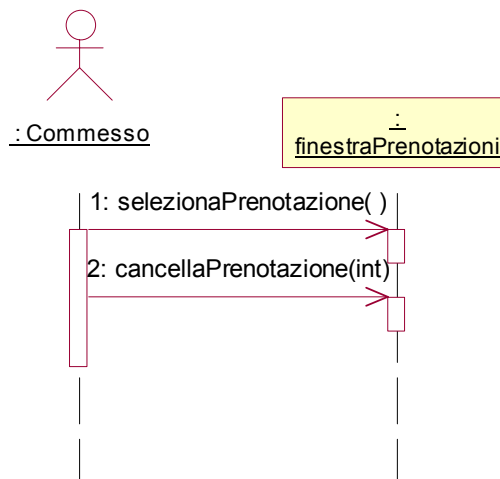 : Commesso
:
finestraPrenotazioni
1: selezionaPrenotazione( )
2: cancellaPrenotazione(int)